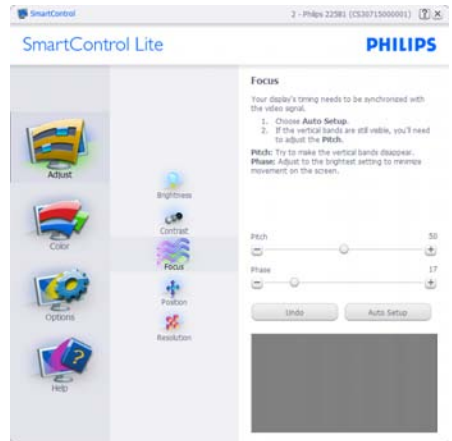 SmartControl
2 - Philips 225B1 (CS30715000001)
SmartControl Lite
PHILIPS
Adjust
Color
Options
Help
Brightness
Contrast
Focus
Position
Resolution
Focus
Your display's timing needs to be synchronized with
the video signal.
1. Choose Auto Setup.
2. If the vertical bands are still visible, you'll need
to adjust the Pitch.
Pitch: Try to make the vertical bands disappear.
Phase: Adjust to the brightest setting to minimize
movement on the screen.
Pitch 50
Phase 17
Undo
Auto Setup